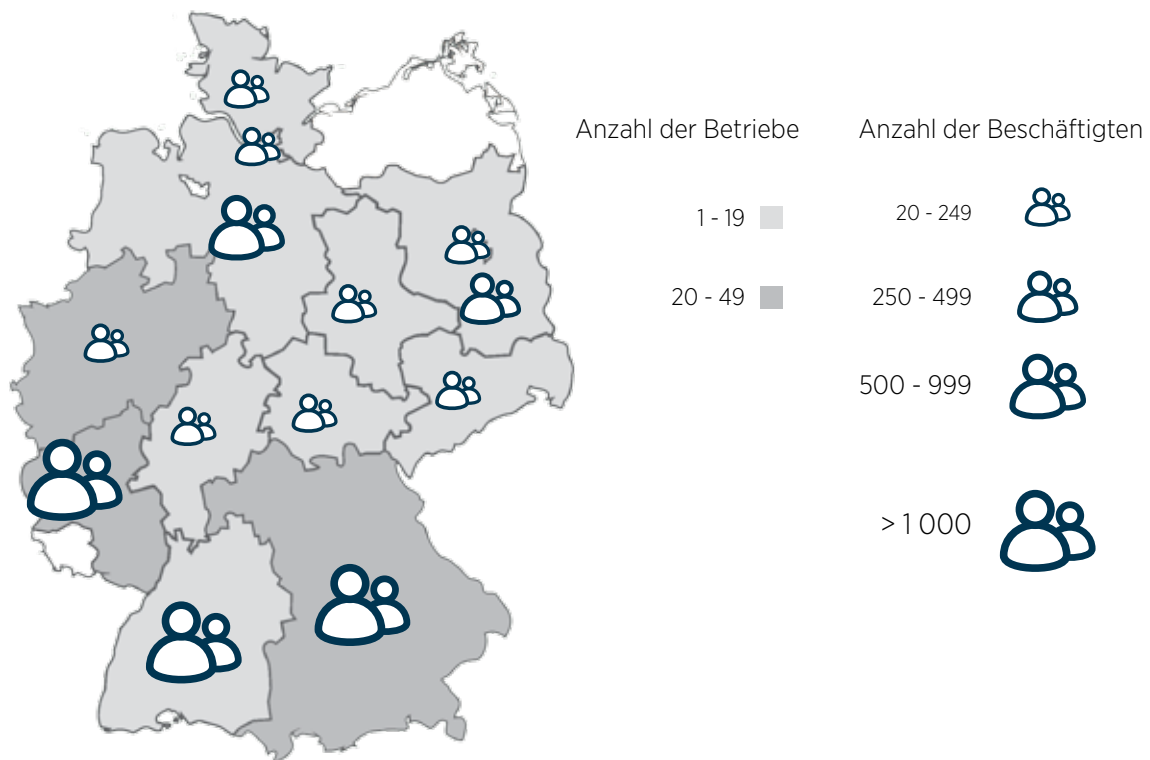 Anzahl der Betriebe
1 - 19
20 - 49
Anzahl der Beschäftigten
20 - 249
250 - 499
500 - 999
> 1 000